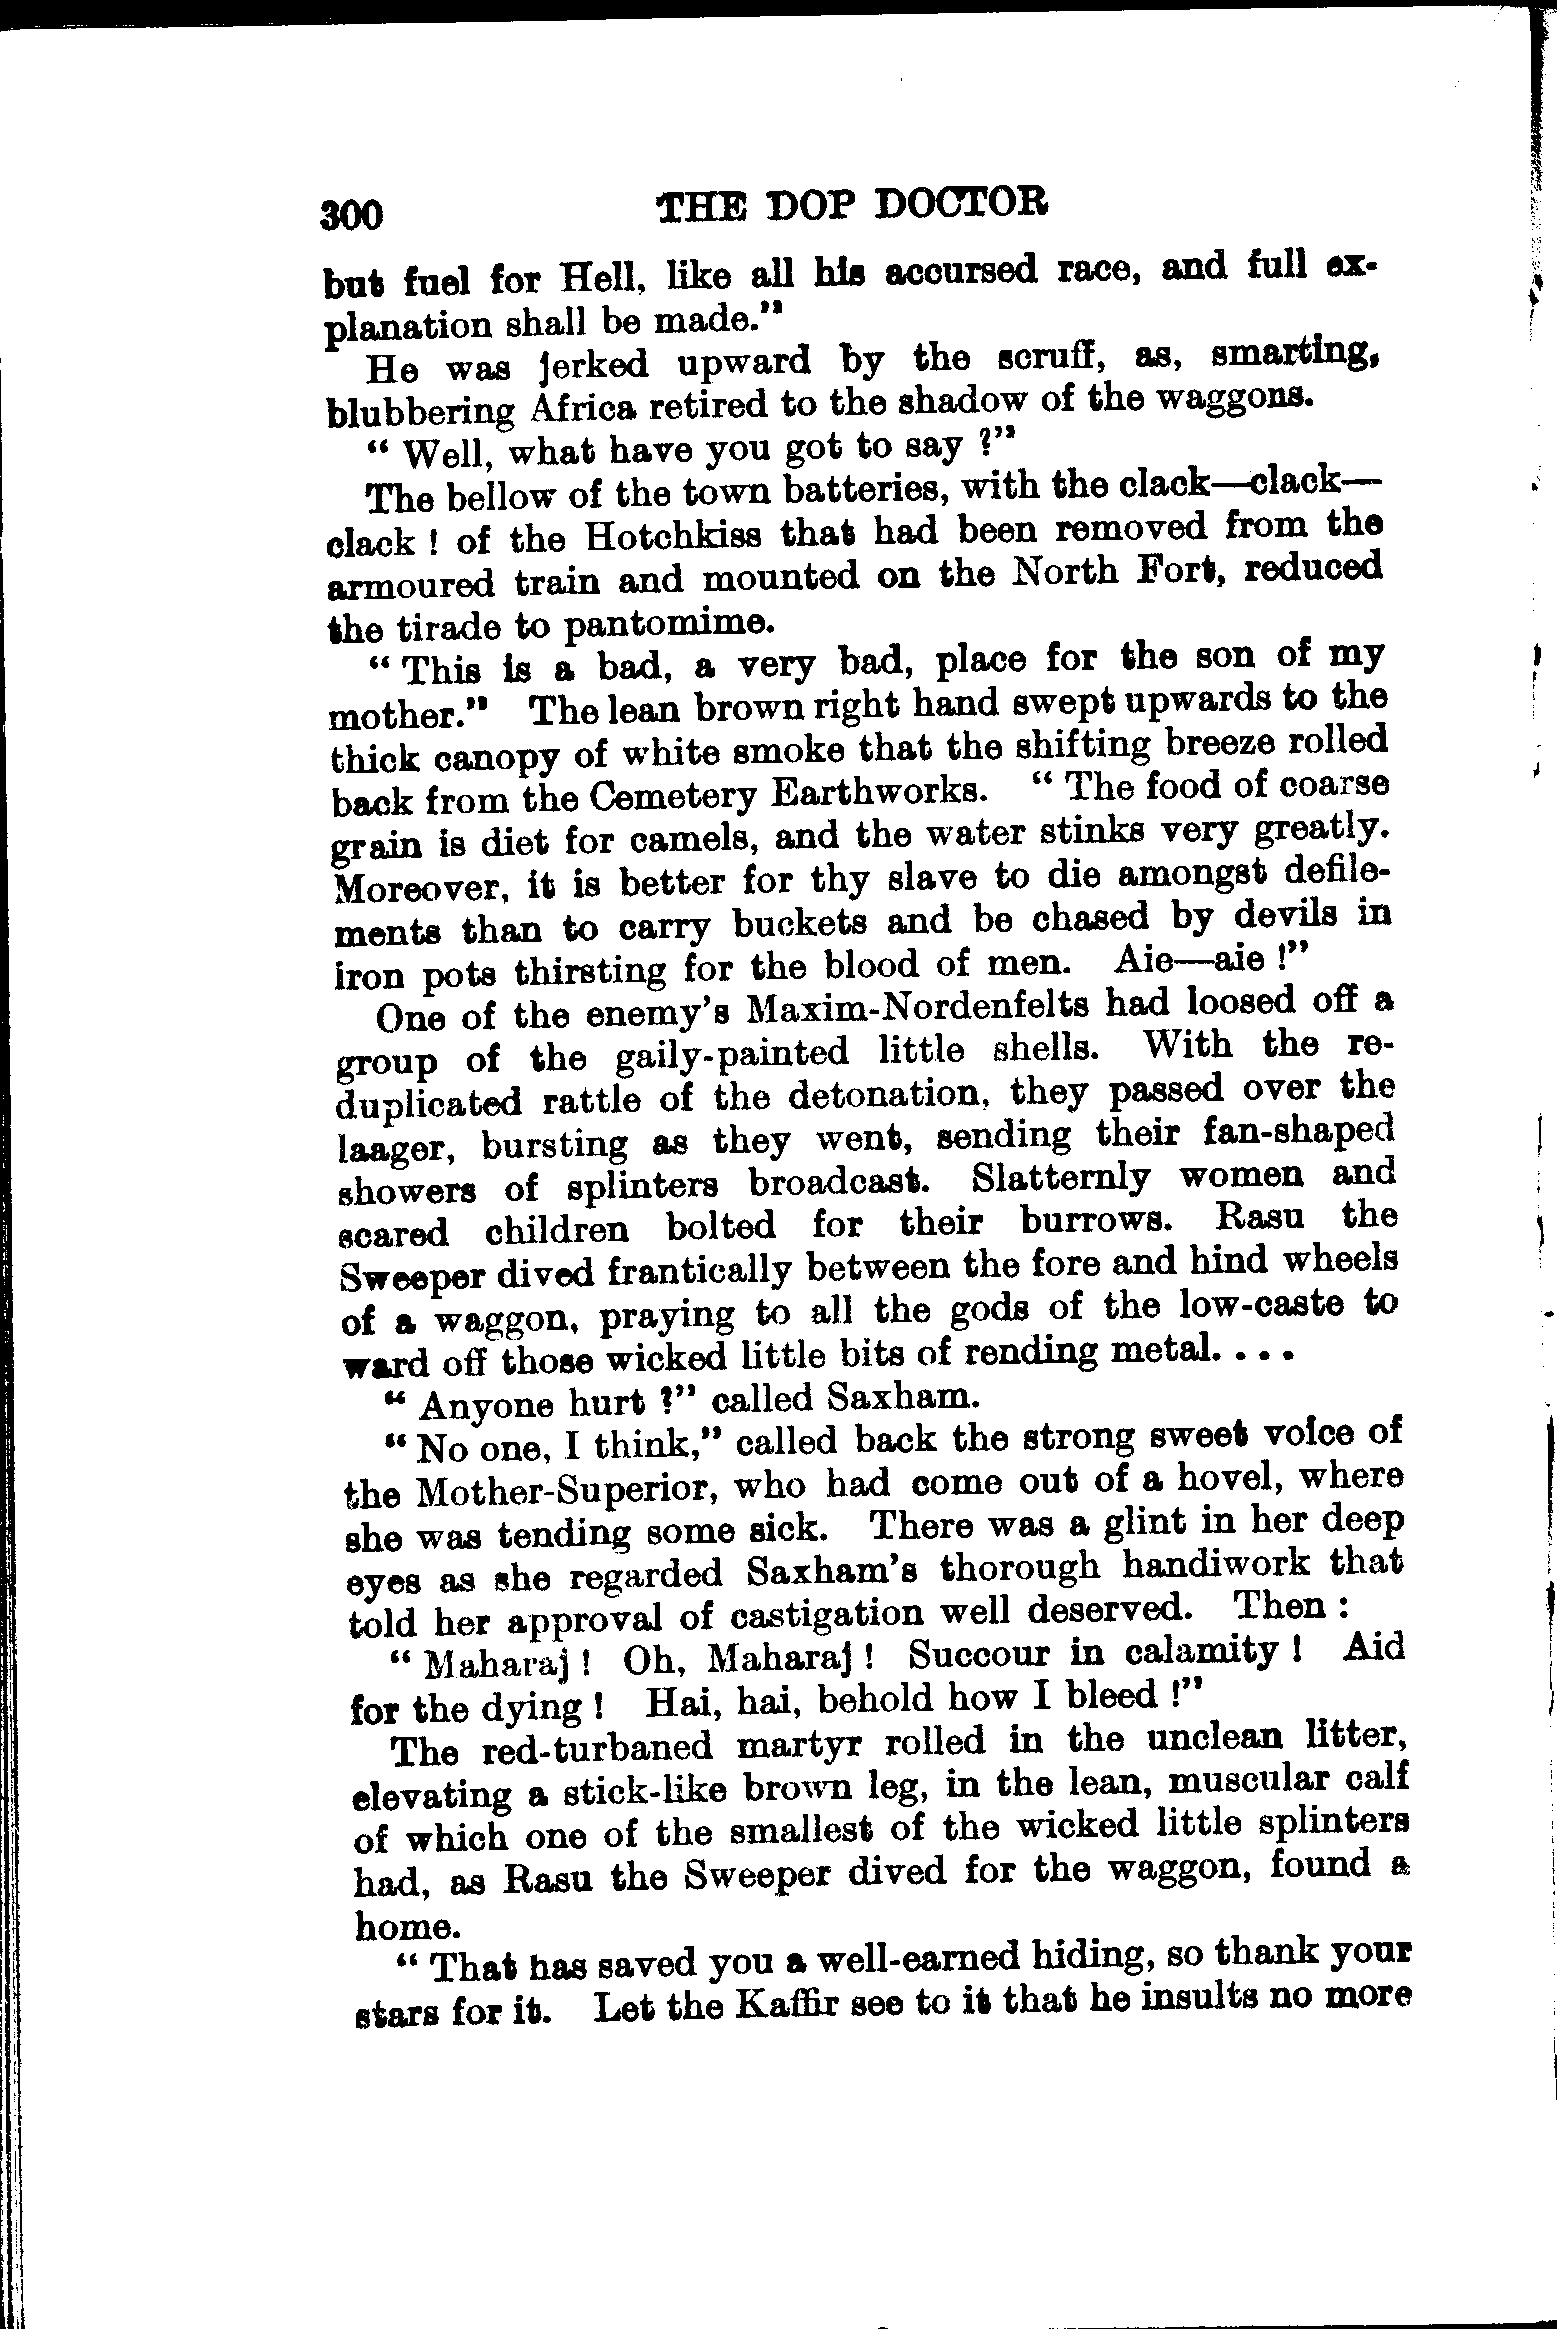 300 THE DOP DOCTOR
but fuel for Hell, like all his accursed race, and full ex-
planation shall be made."
He was jerked upward by the scruff, as, smarting,
blubbering Africa retired to the shadow of the waggons.
" Well, what have you got to say ?"
The bellow of the town batteries, with the clack—clack—
clack ! of the Hotchkiss that had been removed from the
armoured train and mounted on the North Fort, reduced
the tirade to pantomime.
" This is a bad, a very bad, place for the son of my
mother." The lean brown right hand swept upwards to the
thick canopy of white smoke that the shifting breeze rolled
back from the Cemetery Earthworks. " The food of coarse
grain is diet for camels, and the water stinks very greatly.
Moreover, it is better for thy slave to die amongst defile-
ments than to carry buckets and be chased by devils in
iron pots thirsting for the blood of men. Aie—aie !"
One of the enemy's Maxim-Nordenfelts had loosed off a
group of the gaily-painted little shells. With the re-
duplicated rattle of the detonation, they passed over the
laager, bursting as they went, sending their fan-shaped
showers of splinters broadcast. Slatternly women and
scared children bolted for their burrows. Rasu the
Sweeper dived frantically between the fore and hind wheels
of a waggon, praying to all the gods of the low-caste to
ward off those wicked little bits of rending metal. . . .
" Anyone hurt ?" called Saxham.
" No one, I think," called back the strong sweet voice of
the Mother-Superior, who had come out of a hovel, where
she was tending some sick. There was a glint in her deep
eyes as she regarded Saxham's thorough handiwork that
told her approval of castigation well deserved. Then :
" Maharaj ! Oh, Maharaj ! Succour in calamity ! Aid
for the dying ! Hai, hai, behold how I bleed !"
The red-turbaned martyr rolled in the unclean litter,
elevating a stick-like brown leg, in the lean, muscular calf
of which one of the smallest of the wicked little splinters
had, as Rasu the Sweeper dived for the waggon, found a
home.
" That has saved you a well-earned hiding, so thank your
stars for it. Let the Kaffir see to it that he insults no more